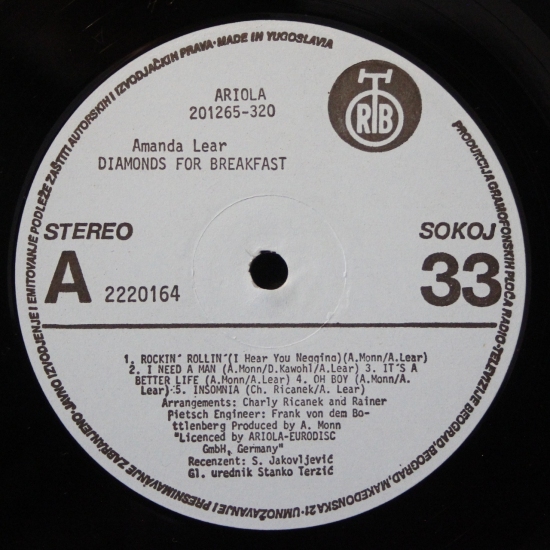 PRODUKCIJA GRAMOFONSKIH PLOČA RADIO-TELEVIZIJE BEOGRAD, BEOGRAD, MAKEDONSKA 21 · UMNOŽAVANJE I PRESNIMAVANJE ZABRANJENO · JAVNO IZVODJENJE I EMITOVANJE PODLEŽE ZAŠTITI AUTORSKIH I IZVODJAČKIH PRAVA · MADE IN YUGOSLAVIA
ARIOLA
201265-320
RTB
Amanda Lear
DIAMONDS FOR BREAKFAST
STEREO
SOKOJ
A 2220164
33
1. ROCKIN´ ROLLIN´(I Hear You Nagging)(A.Monn/A.Lear)
2. I NEED A MAN (A.Monn/D.Kawohl/A.Lear) 3. IT´S A
BETTER LIFE (A.Monn/A.Lear) 4. OH BOY (A.Monn/A.
Lear) 5. INSOMNIA (Ch. Ricanek/A. Lear)
Arrangements: Charly Ricanek and Rainer
Pietsch Engineer: Frank von dem Bo-
ttlenberg Produced by A. Monn
"Licenced by ARIOLA-EURODISC
GmbH, Germany"
Recenzent: S. Jakovljević
Gl. urednik Stanko Terzić